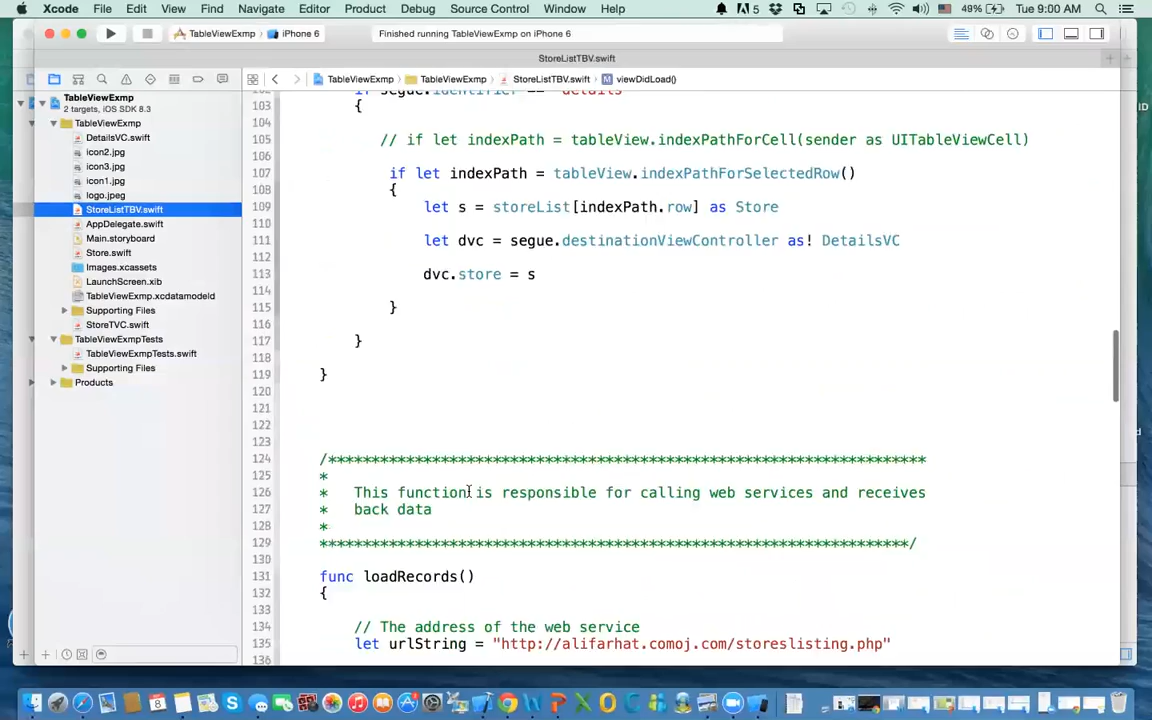 Xcode File Edit View Find Navigate Editor Product Debug Source Control Window Help 5 49% Tue 9:00 AM
TableViewExmp iPhone 6 Finished running TableViewExmp on iPhone 6
StoreListTBV.swift
TableViewExmp TableViewExmp StoreListTBV.swift M viewDidLoad()
TableViewExmp
2 targets, iOS SDK 8.3
TableViewExmp
DetailsVC.swift
icon2.jpg
icon3.jpg
icon1.jpg
logo.jpeg
StoreListTBV.swift
AppDelegate.swift
Main.storyboard
Store.swift
Images.xcassets
LaunchScreen.xib
TableViewExmp.xcdatamodeld
Supporting Files
StoreTVC.swift
TableViewExmpTests
TableViewExmpTests.swift
Supporting Files
Products
102 if segue.identifier == "details"
103 {
104
105 // if let indexPath = tableView.indexPathForCell(sender as UITableViewCell)
106
107 if let indexPath = tableView.indexPathForSelectedRow()
108 {
109 let s = storeList[indexPath.row] as Store
110
111 let dvc = segue.destinationViewController as! DetailsVC
112
113 dvc.store = s
114
115 }
116
117 }
118
119 }
120
121
122
123
124 /*******************************************************************
125 *
126 * This function is responsible for calling web services and receives
127 * back data
128 *
129 *******************************************************************/
130
131 func loadRecords()
132 {
133
134 // The address of the web service
135 let urlString = "http://alifarhat.comoj.com/storeslisting.php"
136